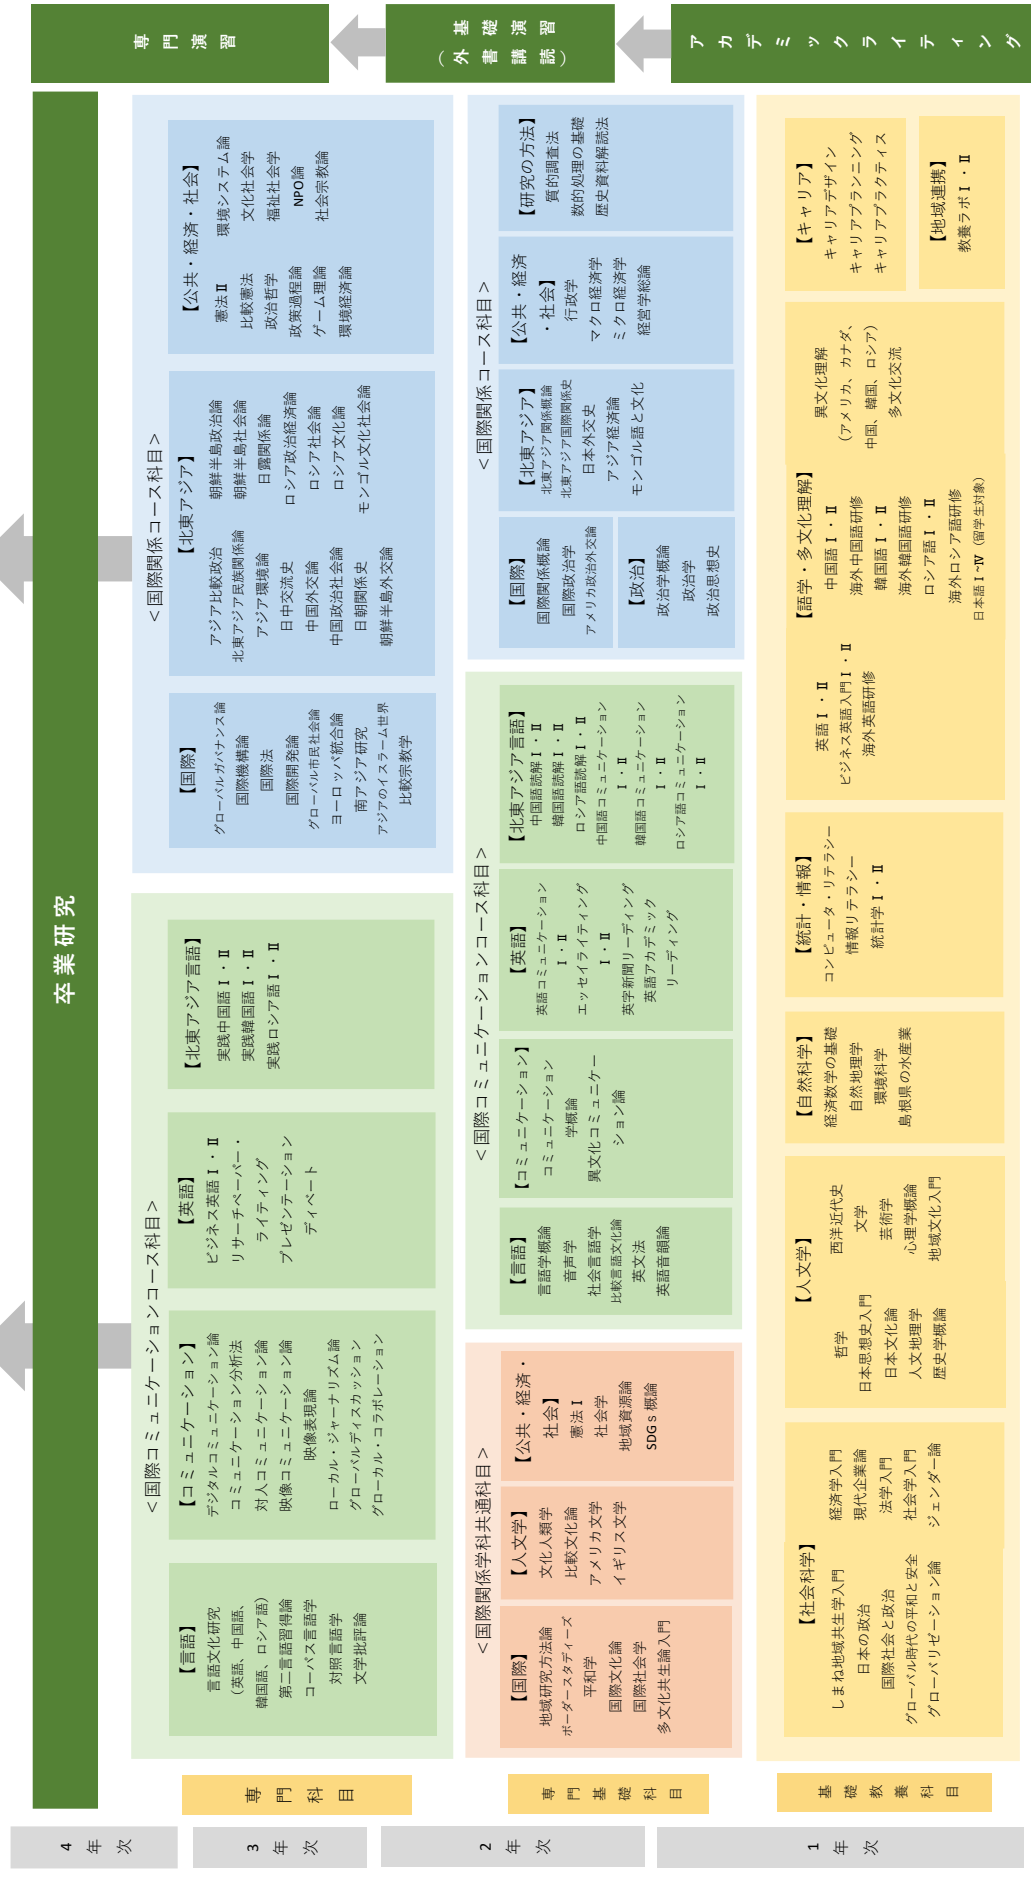 4年次
3年次
2年次
1年次
専門科目
専門基礎科目
基礎教養科目
卒業研究
専門演習
基礎演習
(外書講読)
アカデミックライティング
＜国際コミュニケーションコース科目＞
【言語】
言語文化研究
(英語、中国語、
韓国語、ロシア語)
第二言語習得論
コーパス言語学
対照言語学
文学批評論
【コミュニケーション】
デジタルコミュニケーション論
コミュニケーション分析法
対人コミュニケーション論
映像コミュニケーション論
映像表現論
ローカル・ジャーナリズム論
グローバルディスカッション
グローカル・コラボレーション
【英語】
ビジネス英語Ⅰ・Ⅱ
リサーチペーパー・
ライティング
プレゼンテーション
ディベート
【北東アジア言語】
実践中国語Ⅰ・Ⅱ
実践韓国語Ⅰ・Ⅱ
実践ロシア語Ⅰ・Ⅱ
＜国際関係コース科目＞
【国際】
グローバルガバナンス論
国際機構論
国際法
国際開発論
グローバル市民社会論
ヨーロッパ統合論
南アジア研究
アジアのイスラーム世界
比較宗教学
【北東アジア】
アジア比較政治
北東アジア民族関係論
アジア環境論
日中交流史
中国外交論
中国政治社会論
日朝関係史
朝鮮半島外交論
朝鮮半島政治論
朝鮮半島社会論
日露関係論
ロシア政治経済論
ロシア社会論
ロシア文化論
モンゴル文化社会論
【公共・経済・社会】
憲法Ⅱ
比較憲法
政治哲学
政策過程論
ゲーム理論
環境経済論
環境システム論
文化社会学
福祉社会学
NPO論
社会宗教論
＜国際関係学科共通科目＞
【国際】
地域研究方法論
ボーダースタディーズ
平和学
国際文化論
国際社会学
多文化共生論入門
【人文学】
文化人類学
比較文化論
アメリカ文学
イギリス文学
【公共・経済・
社会】
憲法Ⅰ
社会学
地域資源論
SDGｓ概論
＜国際コミュニケーションコース科目＞
【言語】
言語学概論
音声学
社会言語学
比較言語文化論
英文法
英語音韻論
【コミュニケーション】
コミュニケーション
学概論
異文化コミュニケー
ション論
【英語】
英語コミュニケーション
Ⅰ・Ⅱ
エッセイライティング
Ⅰ・Ⅱ
英字新聞リーディング
英語アカデミック
リーディング
【北東アジア言語】
中国語読解Ⅰ・Ⅱ
韓国語読解Ⅰ・Ⅱ
ロシア語読解Ⅰ・Ⅱ
中国語コミュニケーション
Ⅰ・Ⅱ
韓国語コミュニケーション
Ⅰ・Ⅱ
ロシア語コミュニケーション
Ⅰ・Ⅱ
＜国際関係コース科目＞
【国際】
国際関係概論
国際政治学
アメリカ政治外交論
【政治】
政治学概論
政治学
政治思想史
【北東アジア】
北東アジア関係概論
北東アジア国際関係史
日本外交史
アジア経済論
モンゴル語と文化
【公共・経済
・社会】
行政学
マクロ経済学
ミクロ経済学
経営学総論
【研究の方法】
質的調査法
数的処理の基礎
歴史資料解読法
【社会科学】
しまね地域共生学入門
日本の政治
国際社会と政治
グローバル時代の平和と安全
グローバリゼーション論
経済学入門
現代企業論
法学入門
社会学入門
ジェンダー論
【人文学】
哲学
日本思想史入門
日本文化論
人文地理学
歴史学概論
西洋近代史
文学
芸術学
心理学概論
地域文化入門
【自然科学】
経済数学の基礎
自然地理学
環境科学
島根県の水産業
【統計・情報】
コンピュータ・リテラシー
情報リテラシー
統計学Ⅰ・Ⅱ
【語学・多文化理解】
英語Ⅰ・Ⅱ
ビジネス英語入門Ⅰ・Ⅱ
海外英語研修
中国語Ⅰ・Ⅱ
海外中国語研修
韓国語Ⅰ・Ⅱ
海外韓国語研修
ロシア語Ⅰ・Ⅱ
海外ロシア語研修
日本語Ⅰ~Ⅳ（留学生対象）
異文化理解
(アメリカ、カナダ、
中国、韓国、ロシア)
多文化交流
【キャリア】
キャリアデザイン
キャリアプランニング
キャリアプラクティス
【地域連携】
教養ラボⅠ・Ⅱ